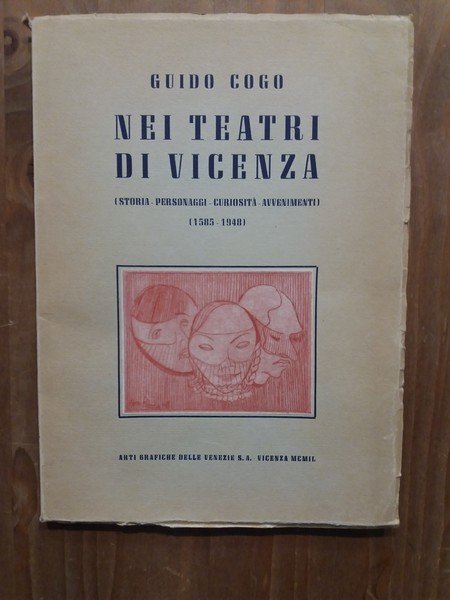 GUIDO COGO
NEI TEATRI
DI VICENZA
(STORIA - PERSONAGGI - CURIOSITÀ - AVVENIMENTI)
(1585 - 1948)
ARTI GRAFICHE DELLE VENEZIE S.A. VICENZA MCMIL